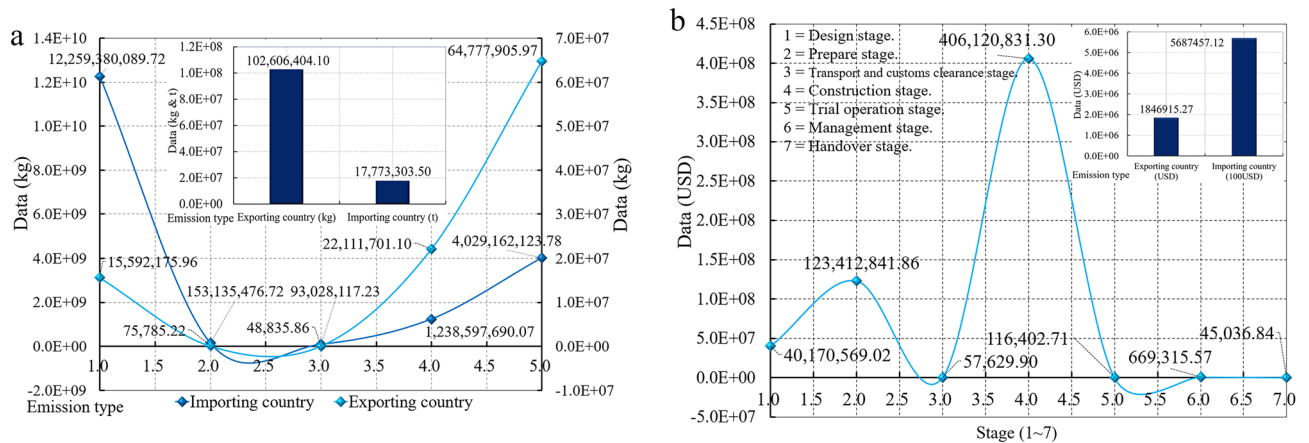 a
1.4E+10
1.2E+10
1.0E+10
8.0E+09
6.0E+09
4.0E+09
2.0E+09
0.0E+00
-2.0E+09
Data (kg)
12,259,380,089.72
15,592,175.96
75,785.22
153,135,476.72
48,835.86
93,028,117.23
22,111,701.10
1,238,597,690.07
64,777,905.97
4,029,162,123.78
1.2E+08
1.0E+08
8.0E+07
6.0E+07
4.0E+07
2.0E+07
0.0E+00
Data (kg & t)
102,606,404.10
17,773,303.50
Emission type
Exporting country (kg)
Importing country (t)
7.0E+07
6.0E+07
5.0E+07
4.0E+07
3.0E+07
2.0E+07
1.0E+07
0.0E+00
-1.0E+07
Data (kg)
1.0 1.5 2.0 2.5 3.0 3.5 4.0 4.5 5.0
Emission type
Importing country
Exporting country
b
4.5E+08
4.0E+08
3.5E+08
3.0E+08
2.5E+08
2.0E+08
1.5E+08
1.0E+08
5.0E+07
0.0E+00
-5.0E+07
Data (USD)
1 = Design stage.
2 = Prepare stage.
3 = Transport and customs clearance stage.
4 = Construction stage.
5 = Trial operation stage.
6 = Management stage.
7 = Handover stage.
406,120,831.30
123,412,841.86
40,170,569.02
57,629.90
116,402.71
669,315.57
45,036.84
6.0E+06
5.0E+06
4.0E+06
3.0E+06
2.0E+06
1.0E+06
0.0E+00
Data (USD)
1846915.27
5687457.12
Emission type
Exporting country
(USD)
Importing country
(100USD)
1.0 1.5 2.0 2.5 3.0 3.5 4.0 4.5 5.0 5.5 6.0 6.5 7.0
Stage (1~7)